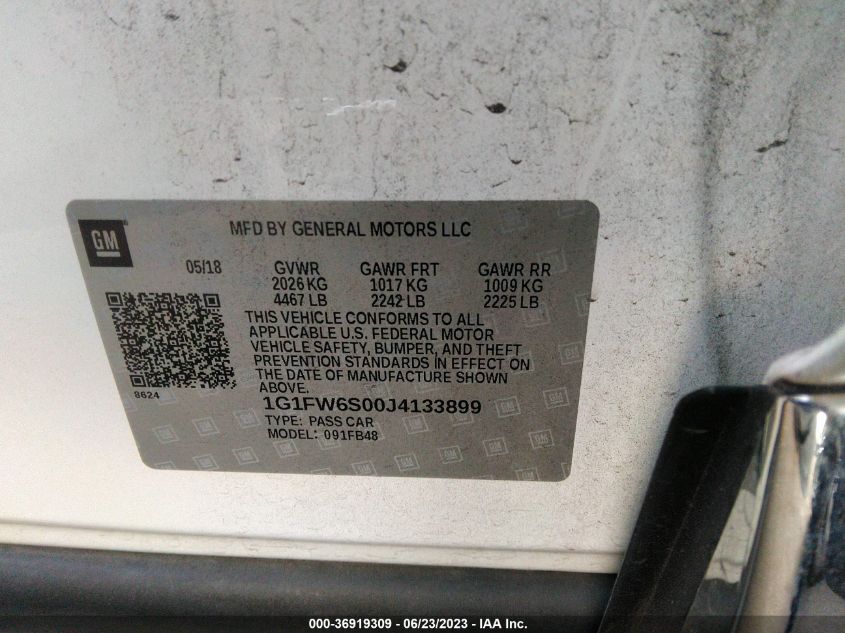 GM
MFD BY GENERAL MOTORS LLC
05/18 GVWR GAWR FRT GAWR RR
2026 KG 1017 KG 1009 KG
4467 LB 2242 LB 2225 LB
THIS VEHICLE CONFORMS TO ALL
APPLICABLE U.S. FEDERAL MOTOR
VEHICLE SAFETY, BUMPER, AND THEFT
PREVENTION STANDARDS IN EFFECT ON
THE DATE OF MANUFACTURE SHOWN
ABOVE.
8624
1G1FW6S00J4133899
TYPE: PASS CAR
MODEL: 091FB48
000-36919309 - 06/23/2023 - IAA Inc.